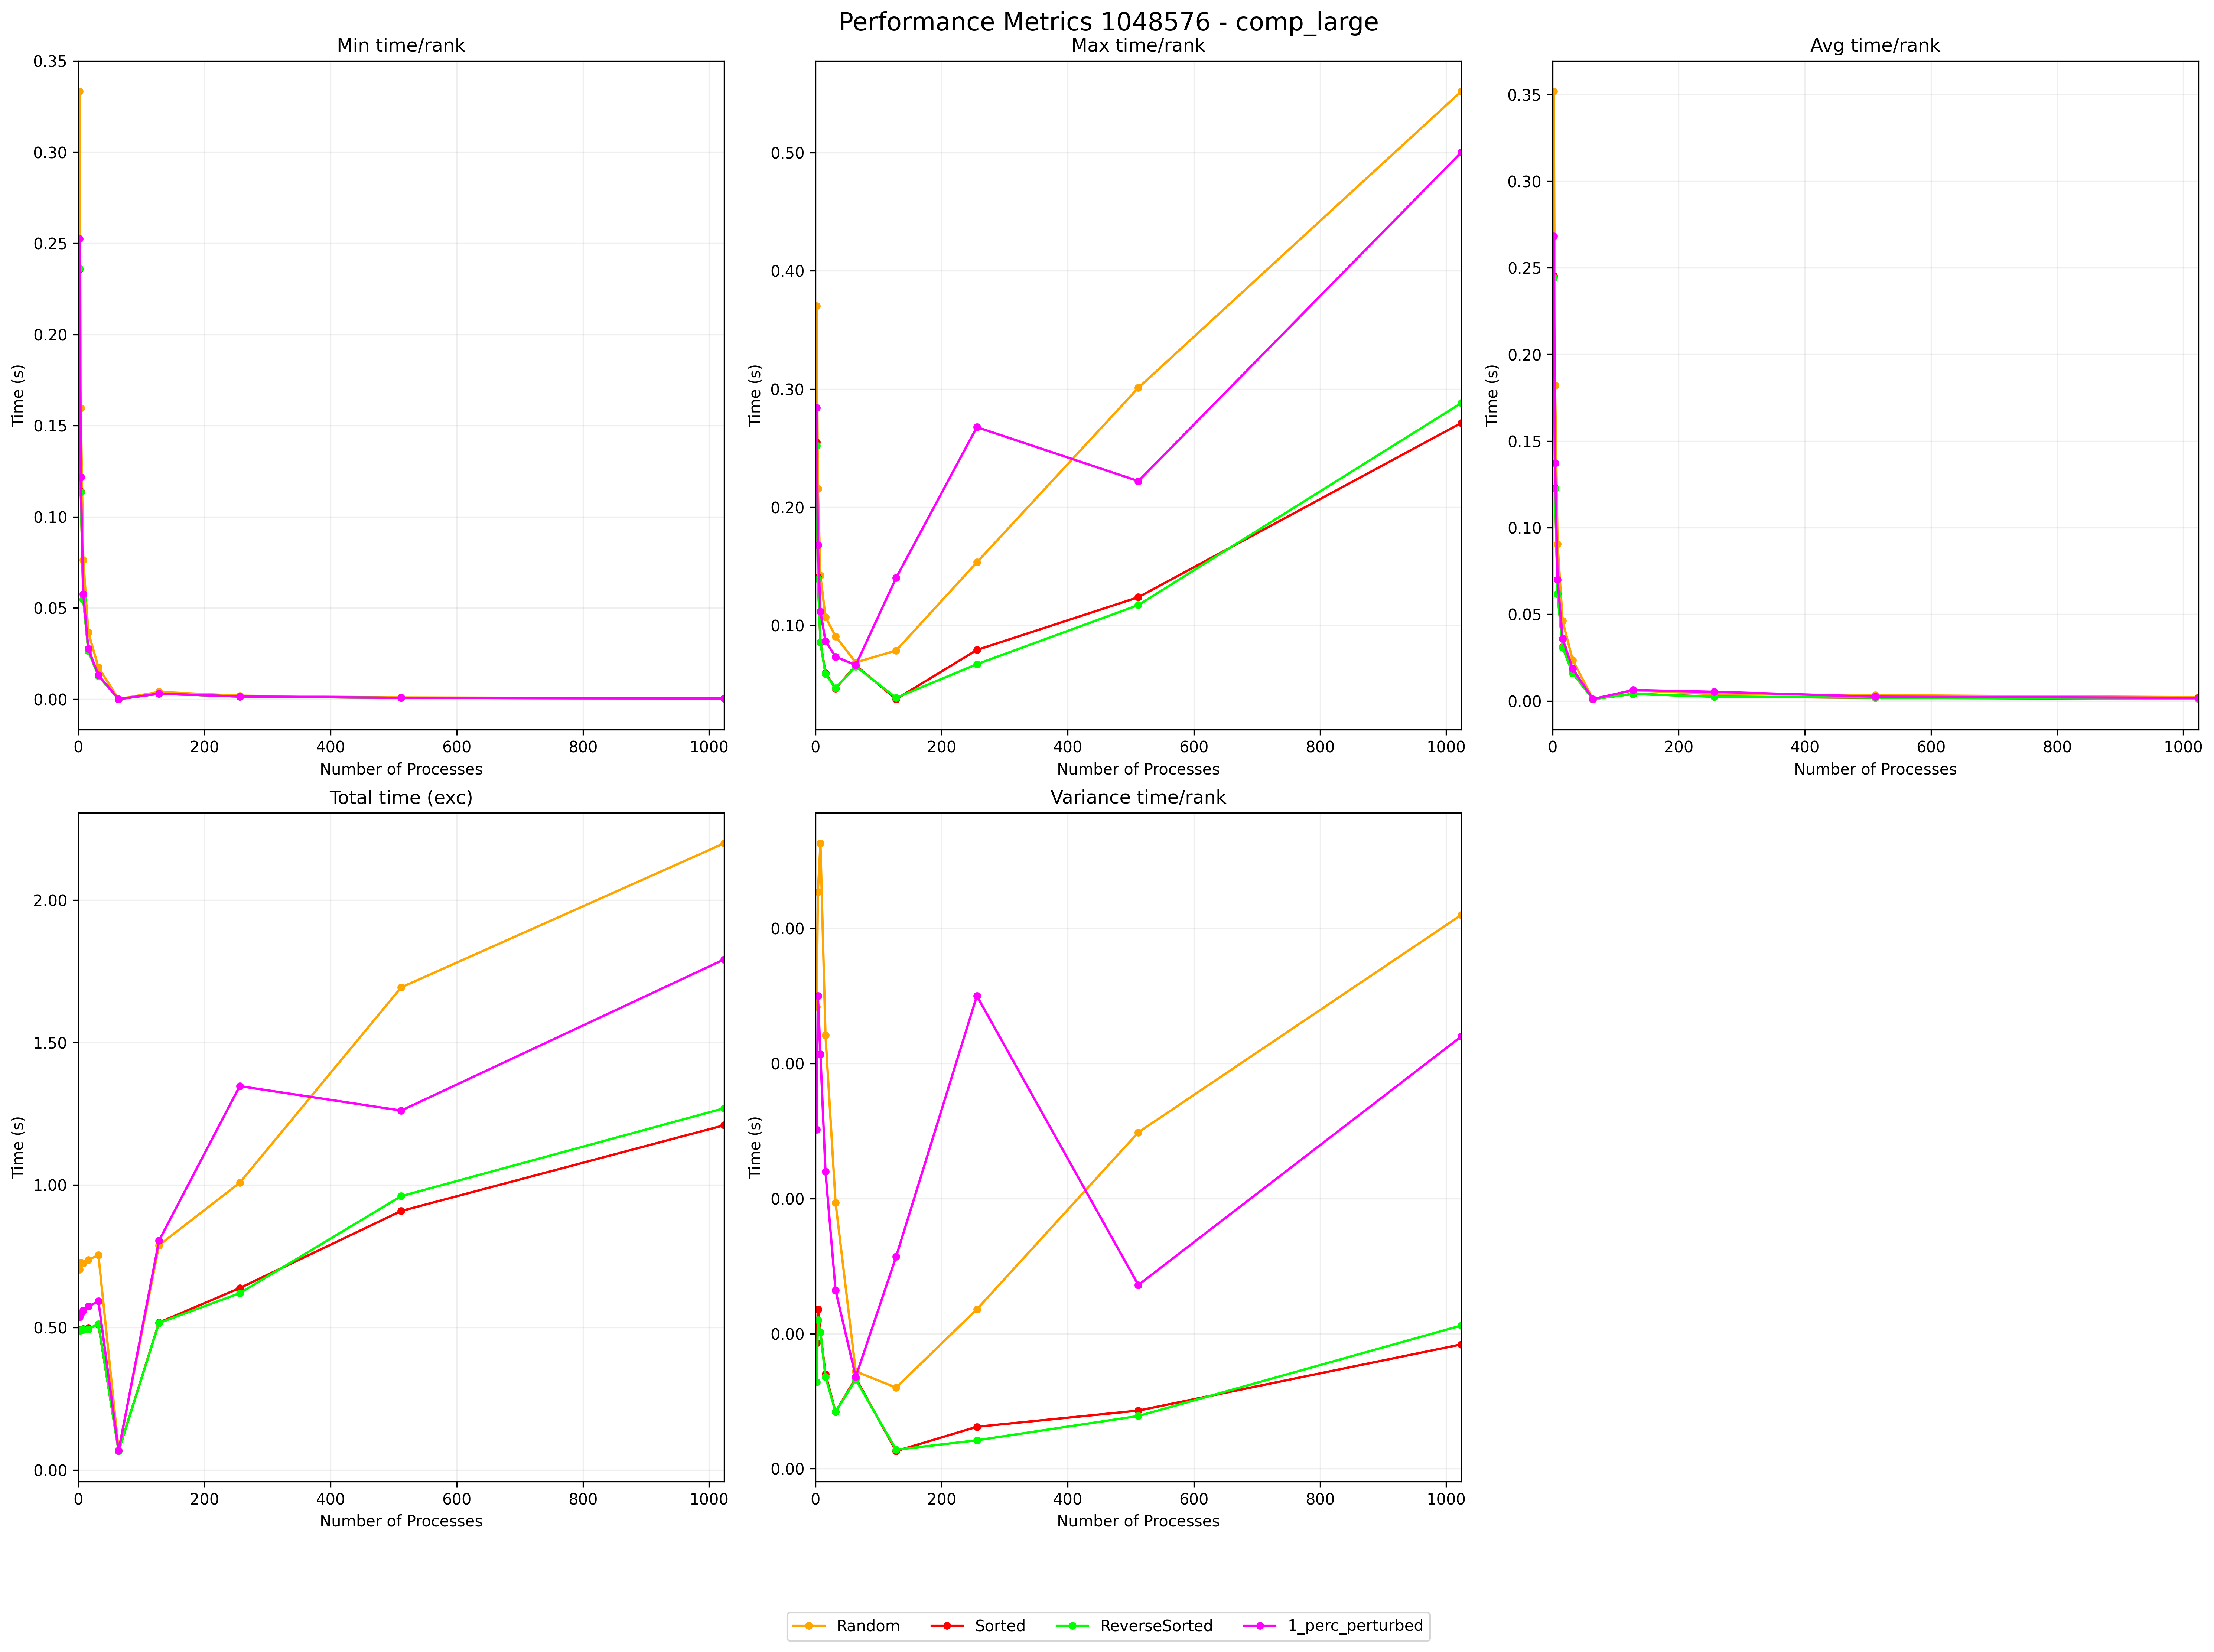 Performance Metrics 1048576 - comp_large
Min time/rank
0.35
0.30
0.25
0.20
0.15
0.10
0.05
0.00
Time (s)
0 200 400 600 800 1000
Number of Processes
Max time/rank
0.50
0.40
0.30
0.20
0.10
Time (s)
0 200 400 600 800 1000
Number of Processes
Avg time/rank
0.35
0.30
0.25
0.20
0.15
0.10
0.05
0.00
Time (s)
0 200 400 600 800 1000
Number of Processes
Total time (exc)
2.00
1.50
1.00
0.50
0.00
Time (s)
0 200 400 600 800 1000
Number of Processes
Variance time/rank
0.00
0.00
0.00
0.00
0.00
Time (s)
0 200 400 600 800 1000
Number of Processes
Random Sorted ReverseSorted 1_perc_perturbed